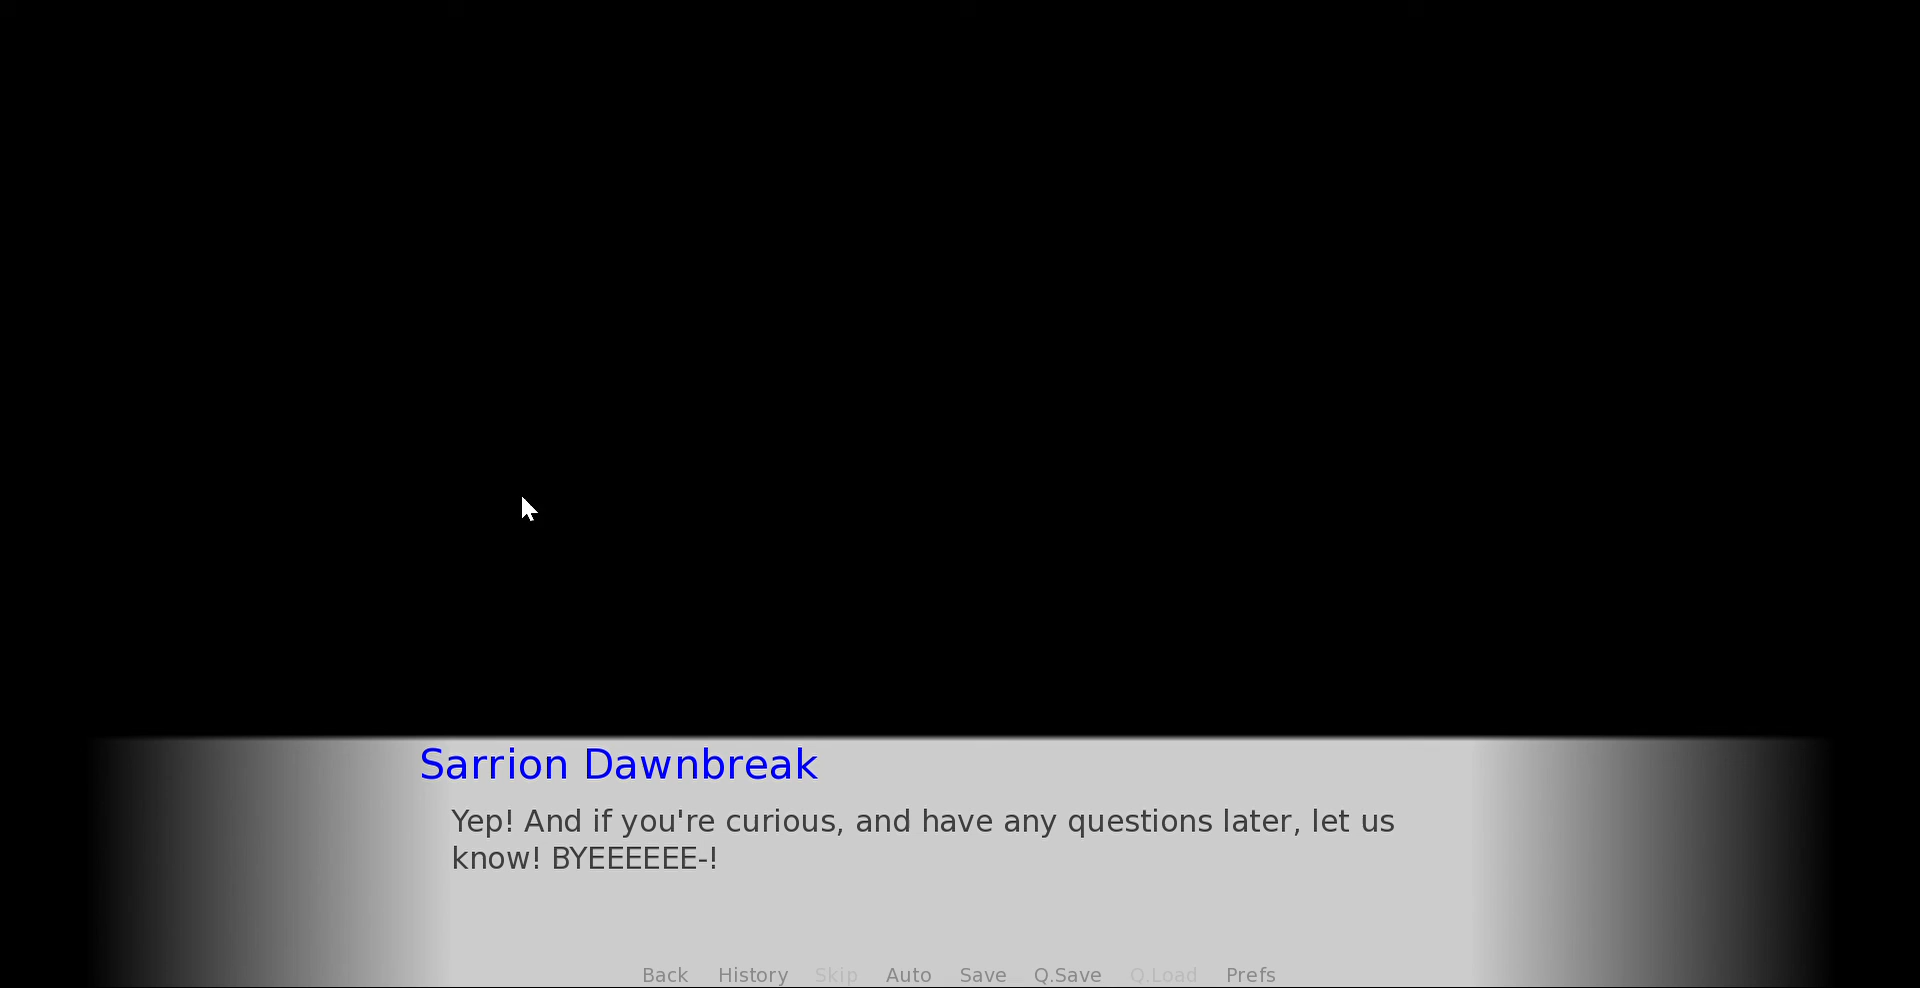 Sarrion Dawnbreak
Yep! And if you're curious, and have any questions later, let us
know! BYEEEEEE-!
Back History Skip Auto Save Q.Save Q.Load Prefs